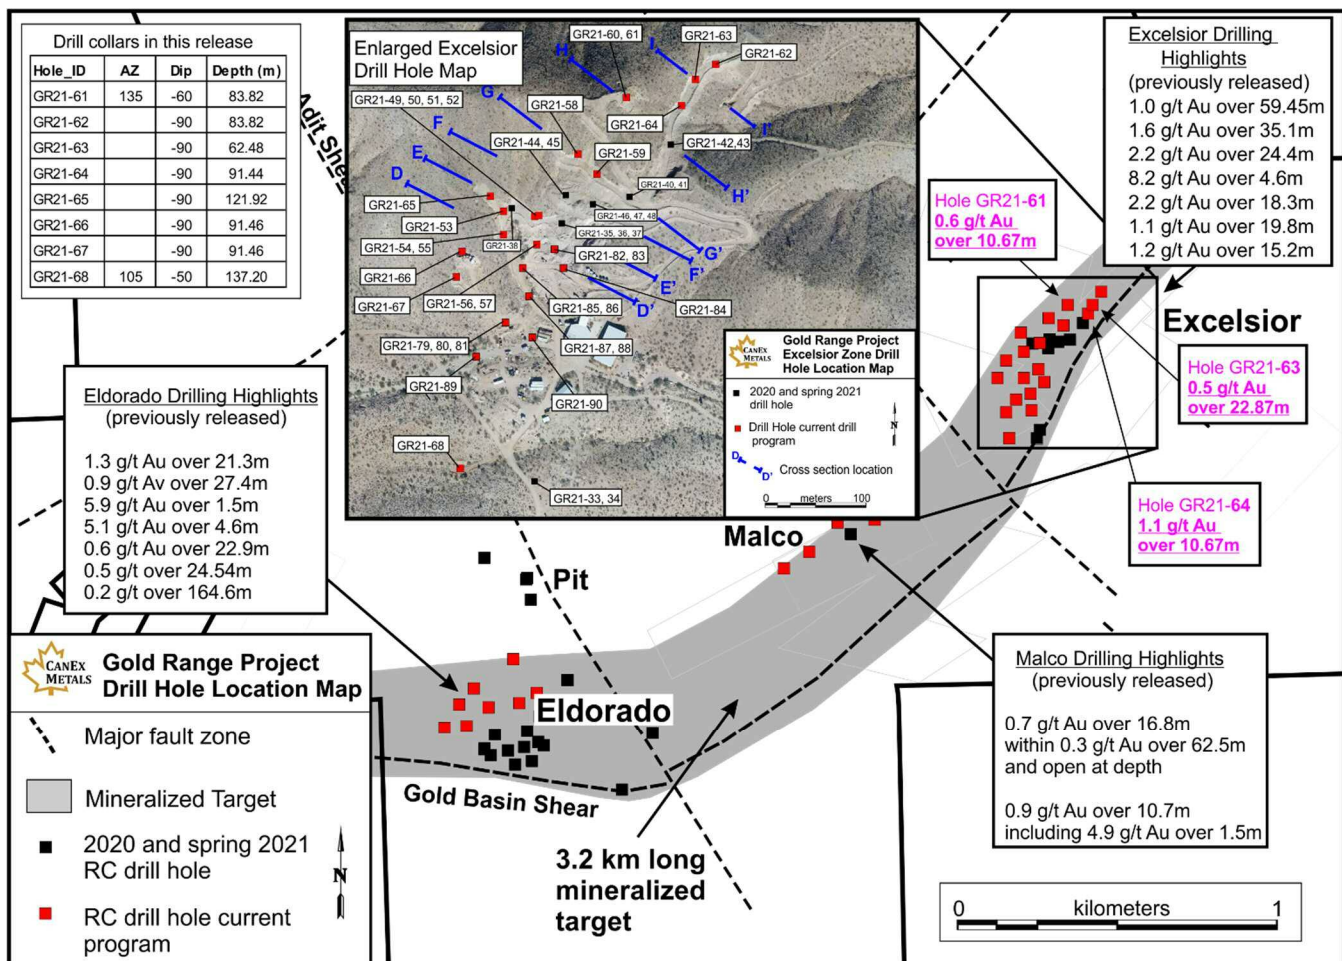 Drill collars in this release
Hole_ID AZ Dip Depth (m)
GR21-61 135 -60 83.82
GR21-62 -90 83.82
GR21-63 -90 62.48
GR21-64 -90 91.44
GR21-65 -90 121.92
GR21-66 -90 91.46
GR21-67 -90 91.46
GR21-68 105 -50 137.20
Adit Shear
Enlarged Excelsior
Drill Hole Map
GR21-60, 61
GR21-63
GR21-62
GR21-49, 50, 51, 52
GR21-58
GR21-64
GR21-44, 45
GR21-42,43
GR21-59
GR21-40, 41
GR21-65
GR21-46, 47, 48
GR21-53
GR21-35, 36, 37
GR21-54, 55
GR21-38
GR21-82, 83
GR21-66
GR21-67
GR21-56, 57
GR21-85, 86
GR21-84
GR21-79, 80, 81
GR21-87, 88
GR21-89
GR21-90
GR21-68
GR21-33, 34
H
I
G
F
E
D
I'
H'
G'
F'
E'
D'
CANEX
METALS
Gold Range Project
Excelsior Zone Drill
Hole Location Map
2020 and spring 2021
drill hole
Drill Hole current drill
program
N
D
D'
Cross section location
0 meters 100
Excelsior Drilling
Highlights
(previously released)
1.0 g/t Au over 59.45m
1.6 g/t Au over 35.1m
2.2 g/t Au over 24.4m
8.2 g/t Au over 4.6m
2.2 g/t Au over 18.3m
1.1 g/t Au over 19.8m
1.2 g/t Au over 15.2m
Hole GR21-61
0.6 g/t Au
over 10.67m
Excelsior
Hole GR21-63
0.5 g/t Au
over 22.87m
Hole GR21-64
1.1 g/t Au
over 10.67m
Eldorado Drilling Highlights
(previously released)
1.3 g/t Au over 21.3m
0.9 g/t Av over 27.4m
5.9 g/t Au over 1.5m
5.1 g/t Au over 4.6m
0.6 g/t Au over 22.9m
0.5 g/t over 24.54m
0.2 g/t over 164.6m
Malco
Pit
Eldorado
Gold Basin Shear
3.2 km long
mineralized
target
Malco Drilling Highlights
(previously released)
0.7 g/t Au over 16.8m
within 0.3 g/t Au over 62.5m
and open at depth
0.9 g/t Au over 10.7m
including 4.9 g/t Au over 1.5m
CANEX
METALS
Gold Range Project
Drill Hole Location Map
Major fault zone
Mineralized Target
2020 and spring 2021
RC drill hole
N
RC drill hole current
program
0 kilometers 1